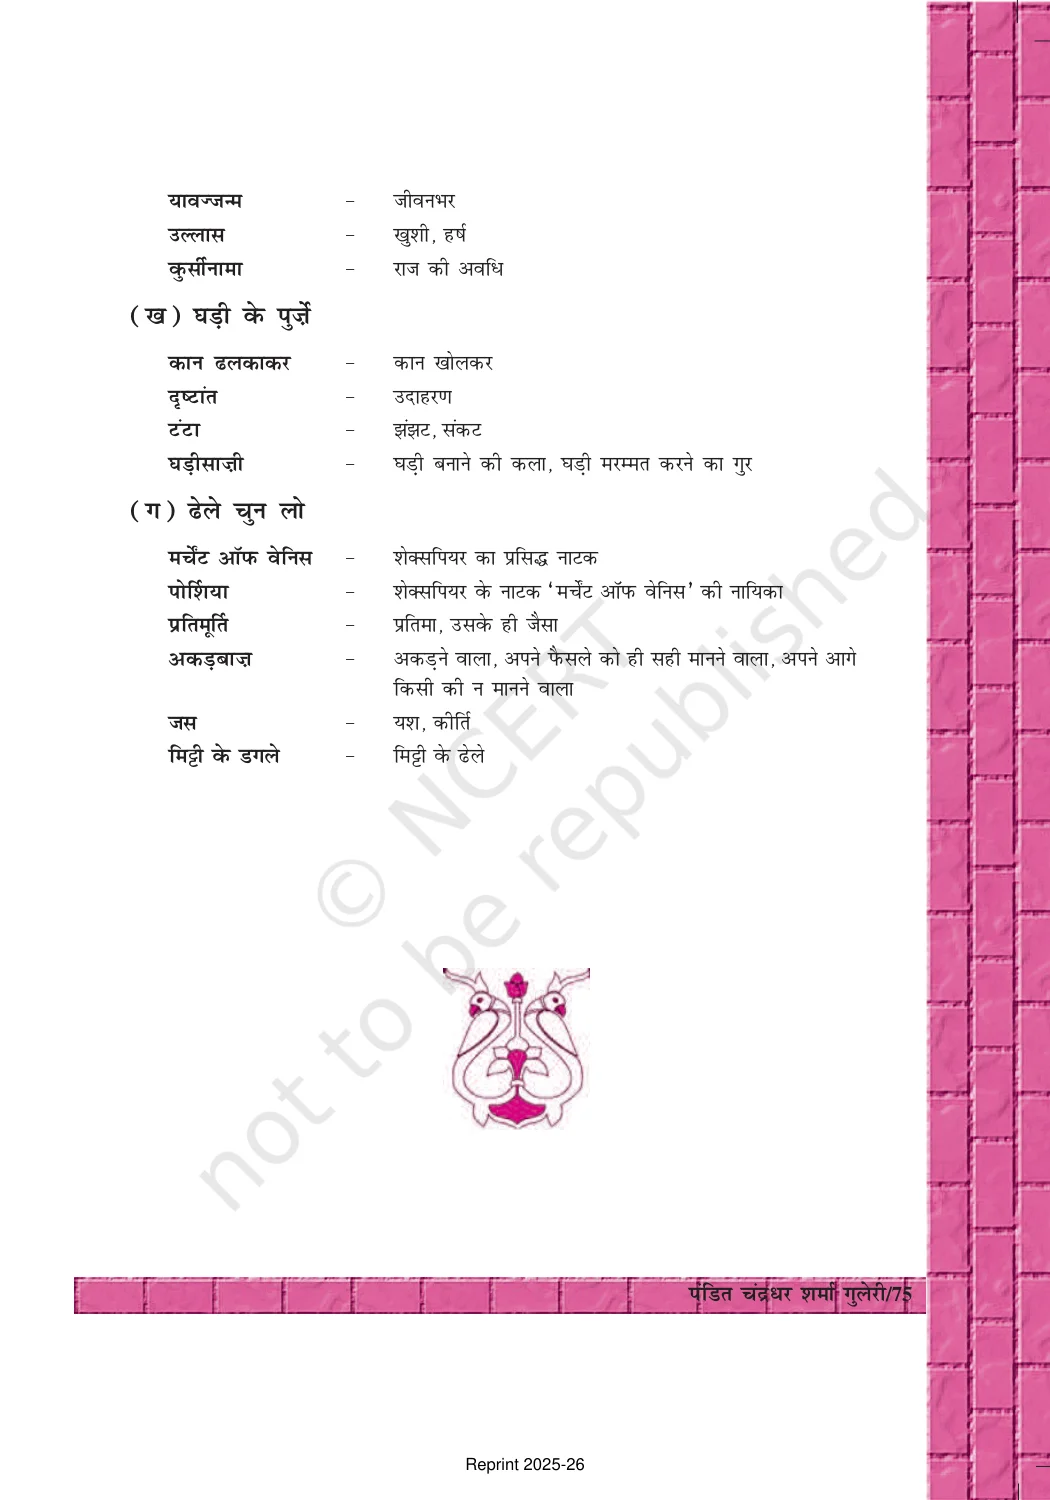 यावज्जन्म – जीवनभर
उल्लास – खुशी, हर्ष
कुर्सीनामा – राज की अवधि
(ख) घड़ी के पुर्ज़े
कान ढलकाकर – कान खोलकर
दृष्टांत – उदाहरण
टंटा – झंझट, संकट
घड़ीसाज़ी – घड़ी बनाने की कला, घड़ी मरम्मत करने का गुर
(ग) ढेले चुन लो
मर्चेंट ऑफ वेनिस – शेक्सपियर का प्रसिद्ध नाटक
पोर्शिया – शेक्सपियर के नाटक ‘मर्चेंट ऑफ वेनिस’ की नायिका
प्रतिमूर्ति – प्रतिमा, उसके ही जैसा
अकड़बाज़ – अकड़ने वाला, अपने फैसले को ही सही मानने वाला, अपने आगे
किसी की न मानने वाला
जस – यश, कीर्ति
मिट्टी के डगले – मिट्टी के ढेले
© NCERT
not to be republished
पंडित चंद्रधर शर्मा गुलेरी/75
Reprint 2025-26